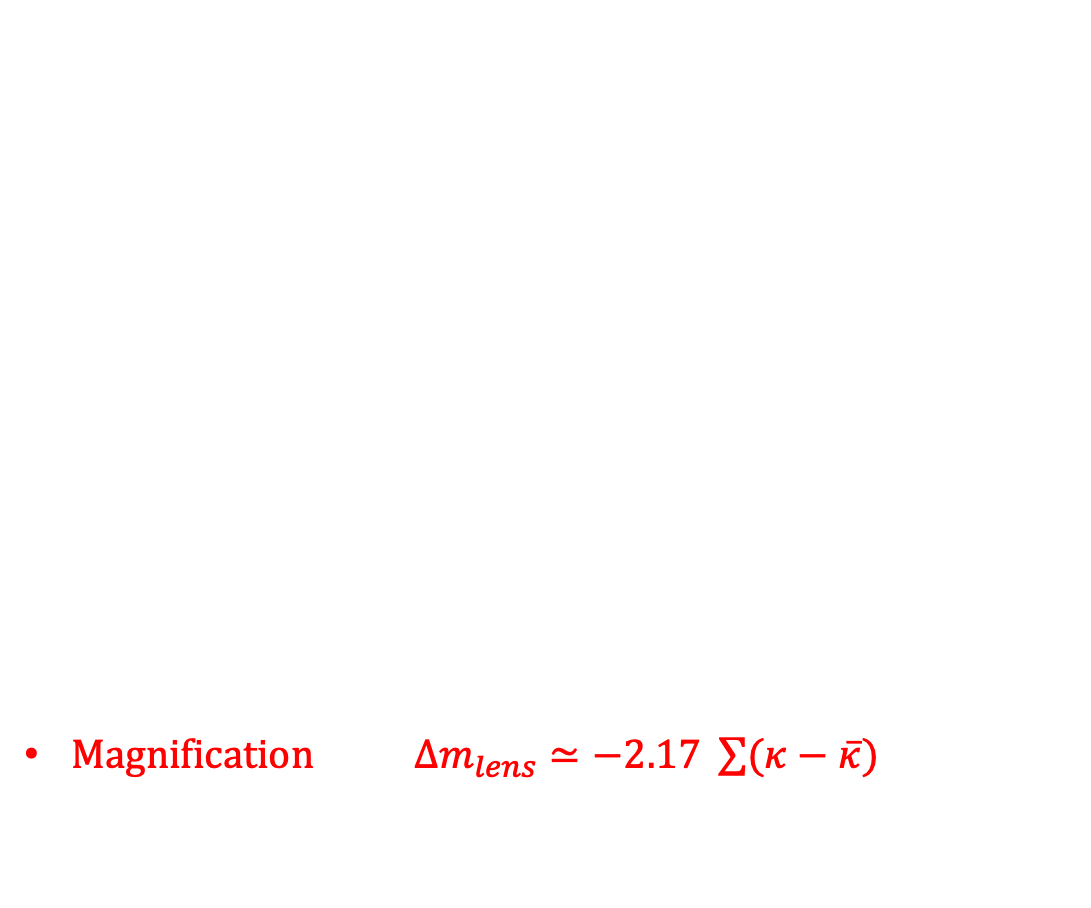 • Magnification Δm_lens ≃ −2.17 ∑(κ − κ̄)